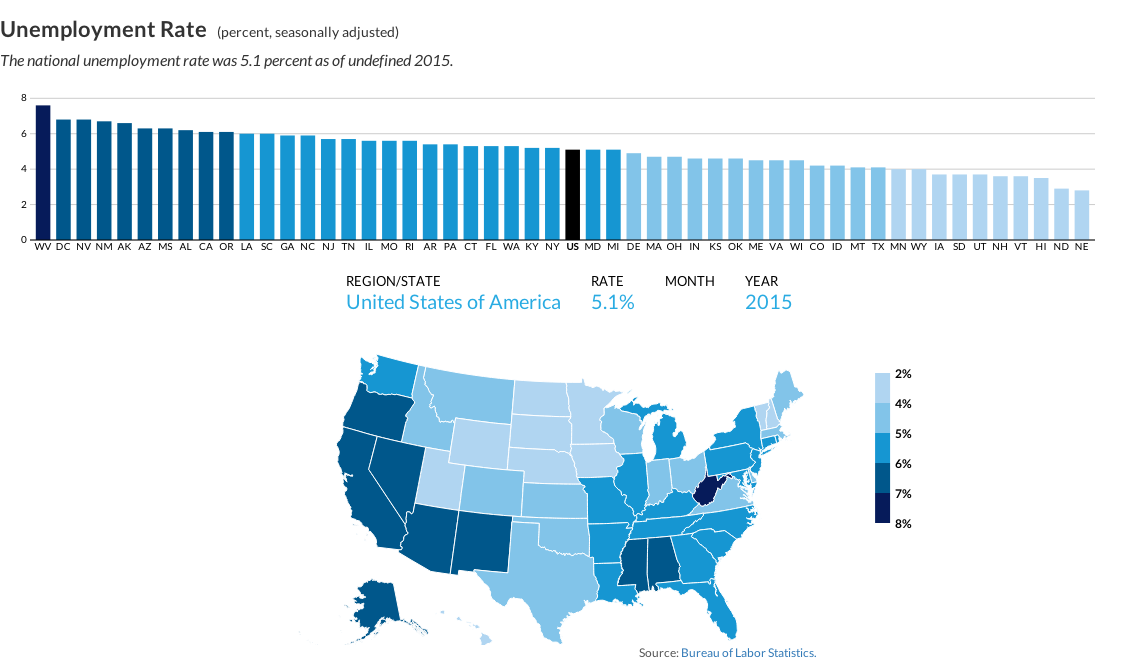 Unemployment Rate (percent, seasonally adjusted)
The national unemployment rate was 5.1 percent as of undefined 2015.
8
6
4
2
0
WV DC NV NM AK AZ MS AL CA OR LA SC GA NC NJ TN IL MO RI AR PA CT FL WA KY NY US MD MI DE MA OH IN KS OK ME VA WI CO ID MT TX MN WY IA SD UT NH VT HI ND NE
REGION/STATE RATE MONTH YEAR
United States of America 5.1% 2015
2%
4%
5%
6%
7%
8%
Source: Bureau of Labor Statistics.